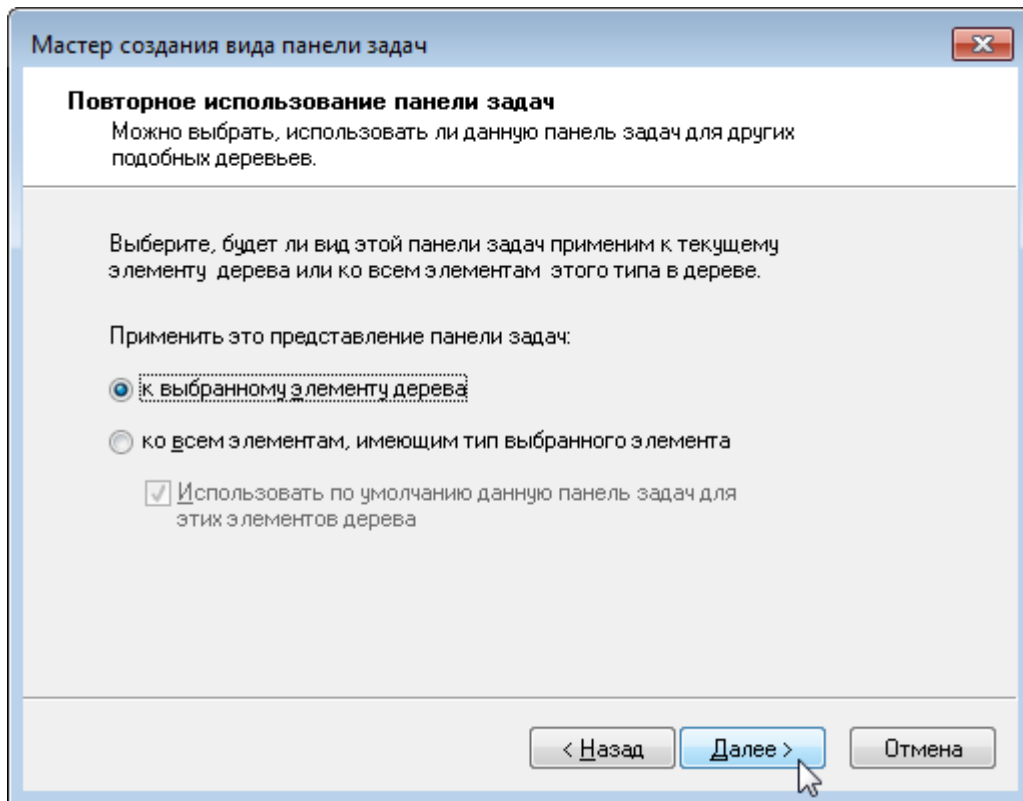 Мастер создания вида панели задач
Повторное использование панели задач
Можно выбрать, использовать ли данную панель задач для других
подобных деревьев.
Выберите, будет ли вид этой панели задач применим к текущему
элементу дерева или ко всем элементам этого типа в дереве.
Применить это представление панели задач:
к выбранному элементу дерева
ко всем элементам, имеющим тип выбранного элемента
Использовать по умолчанию данную панель задач для
этих элементов дерева
< Назад
Далее >
Отмена